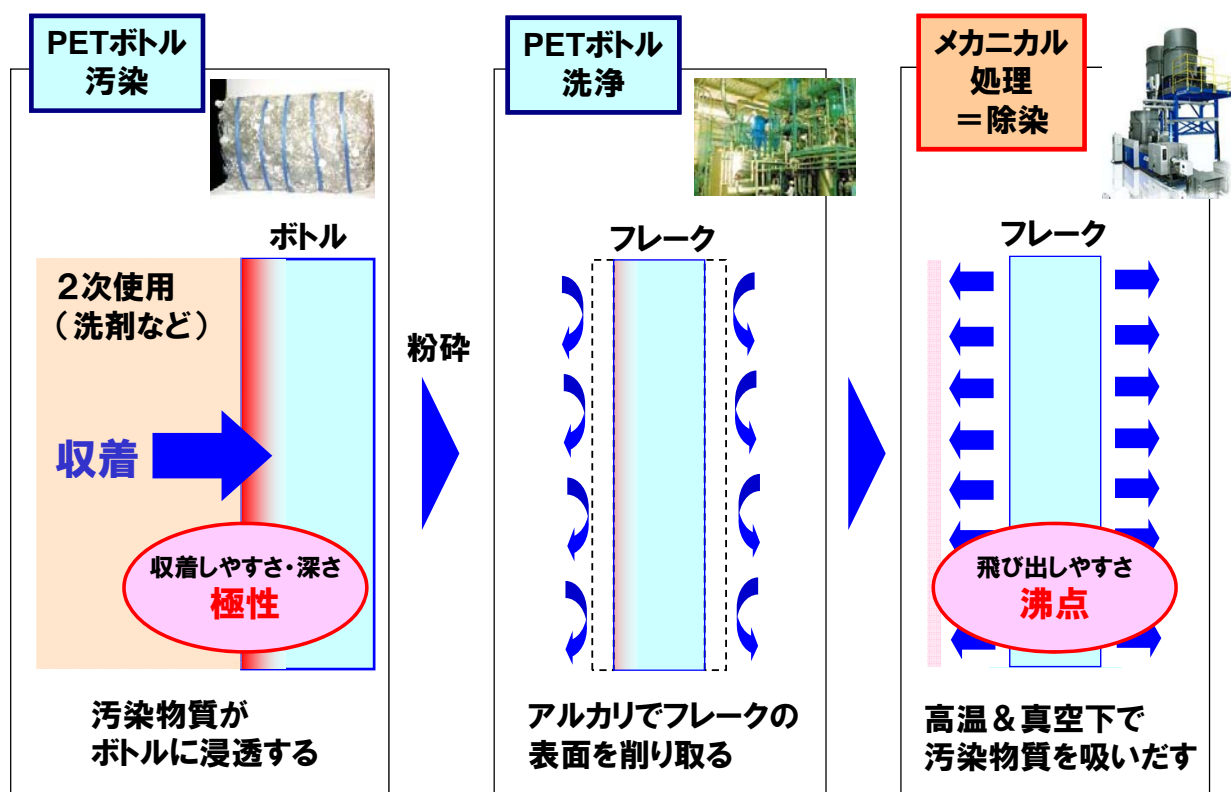 PETボトル
汚染
ボトル
2次使用
(洗剤など)
収着
収着しやすさ・深さ
極性
汚染物質が
ボトルに浸透する
粉砕
PETボトル
洗浄
フレーク
アルカリでフレークの
表面を削り取る
メカニカル
処理
=除染
フレーク
飛び出しやすさ
沸点
高温&真空下で
汚染物質を吸いだす